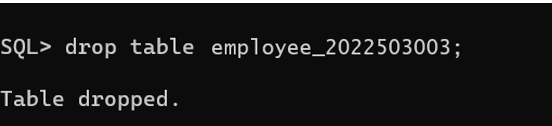 SQL> drop table employee_2022503003;
Table dropped.